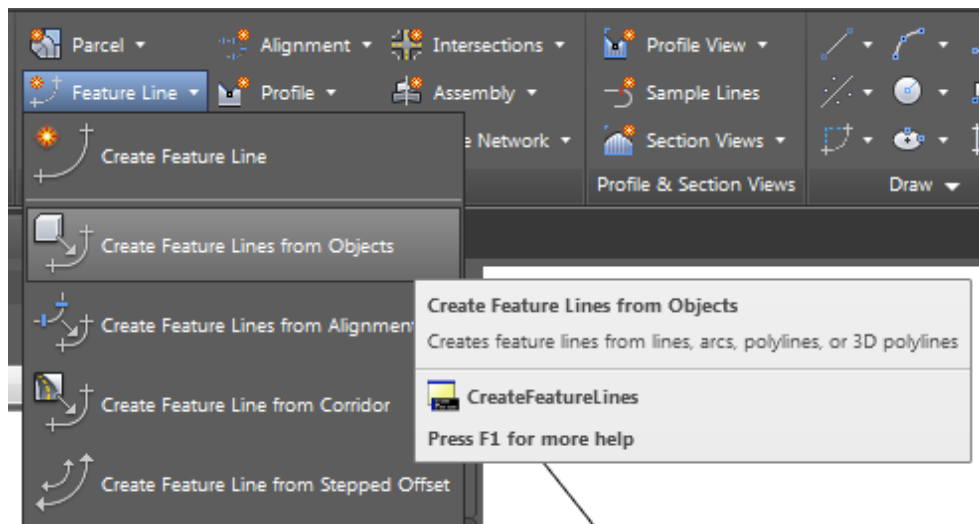 Parcel
Alignment
Intersections
Profile View
Feature Line
Profile
Assembly
Sample Lines
Network
Section Views
Profile & Section Views
Draw
Create Feature Line
Create Feature Lines from Objects
Create Feature Lines from Alignment
Create Feature Line from Corridor
Create Feature Line from Stepped Offset
Create Feature Lines from Objects
Creates feature lines from lines, arcs, polylines, or 3D polylines
CreateFeatureLines
Press F1 for more help